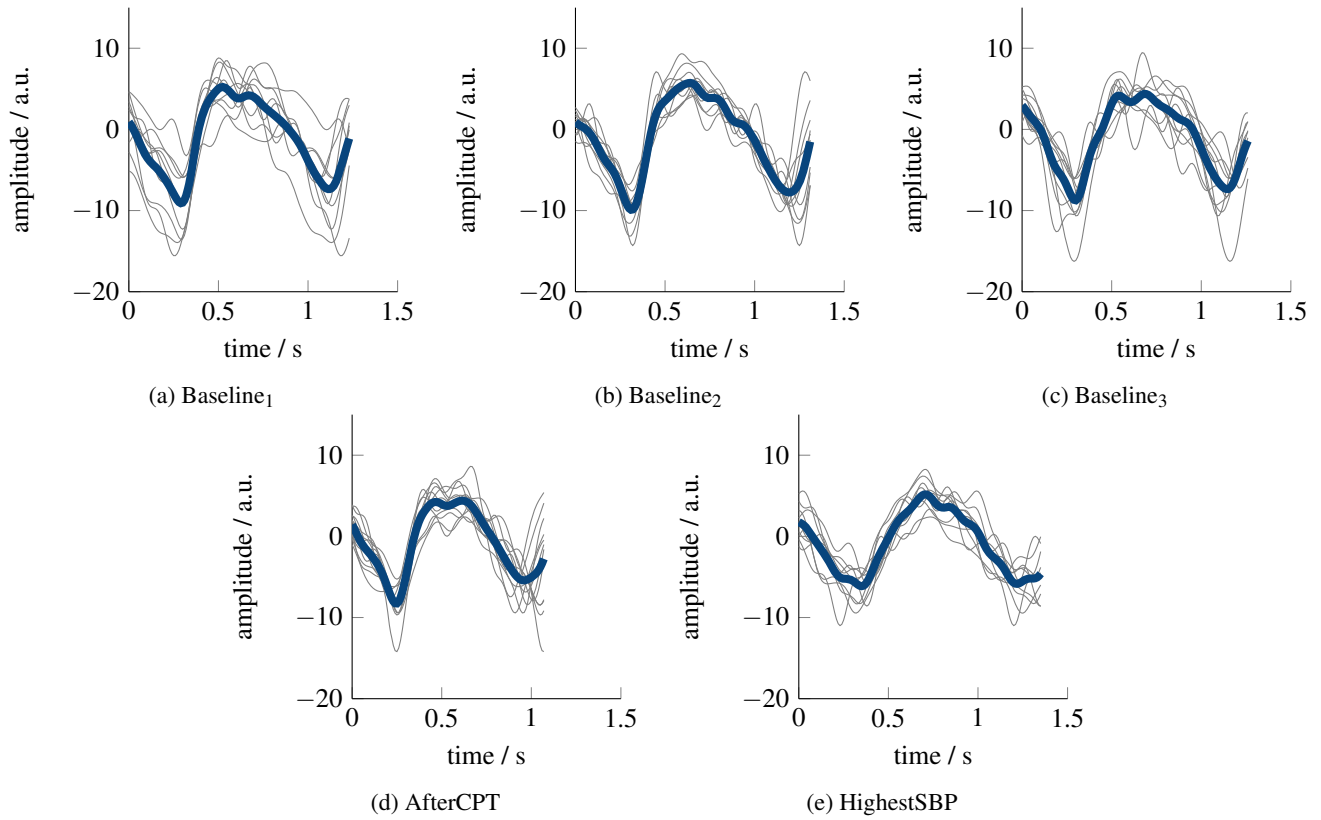 10
0
−10
−20
0
0.5
1
1.5
amplitude / a.u.
time / s
(a) Baseline₁
10
0
−10
−20
0
0.5
1
1.5
amplitude / a.u.
time / s
(b) Baseline₂
10
0
−10
−20
0
0.5
1
1.5
amplitude / a.u.
time / s
(c) Baseline₃
10
0
−10
−20
0
0.5
1
1.5
amplitude / a.u.
time / s
(d) AfterCPT
10
0
−10
−20
0
0.5
1
1.5
amplitude / a.u.
time / s
(e) HighestSBP